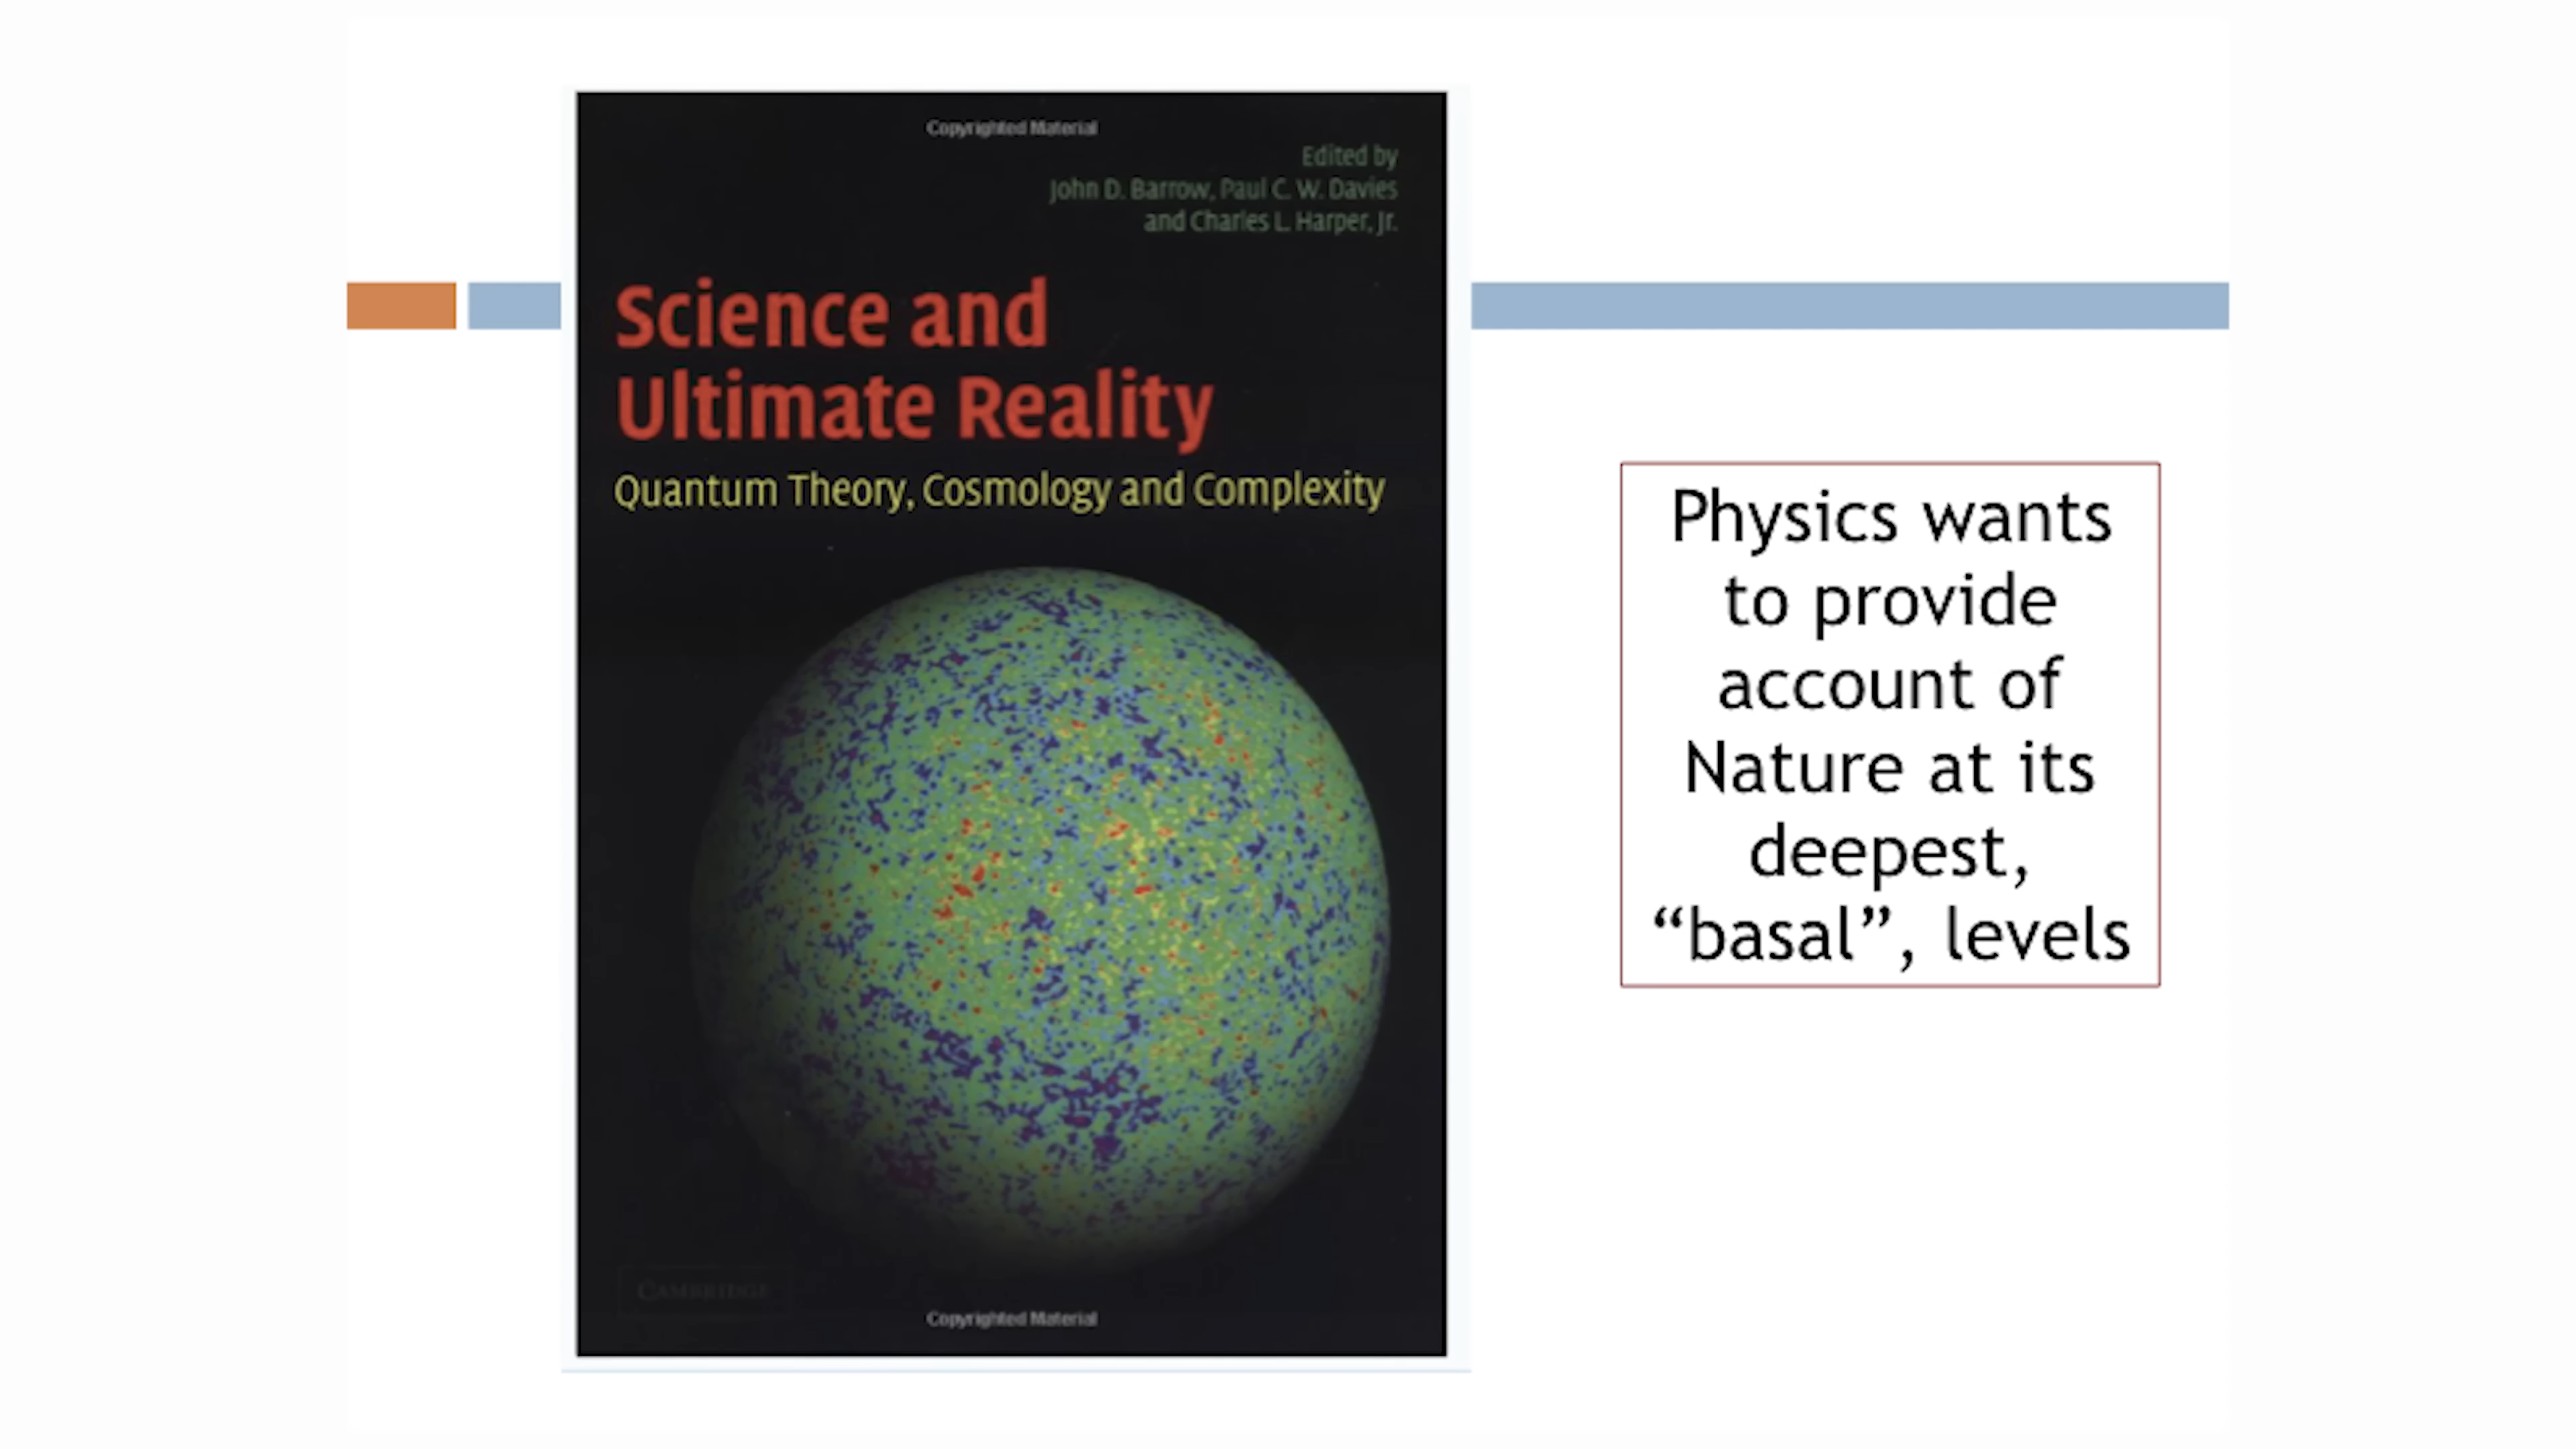 Copyrighted Material
Edited by
John D. Barrow, Paul C. W. Davies
and Charles L. Harper, Jr.
Science and
Ultimate Reality
Quantum Theory, Cosmology and Complexity
CAMBRIDGE
Copyrighted Material
Physics wants
to provide
account of
Nature at its
deepest,
“basal”, levels